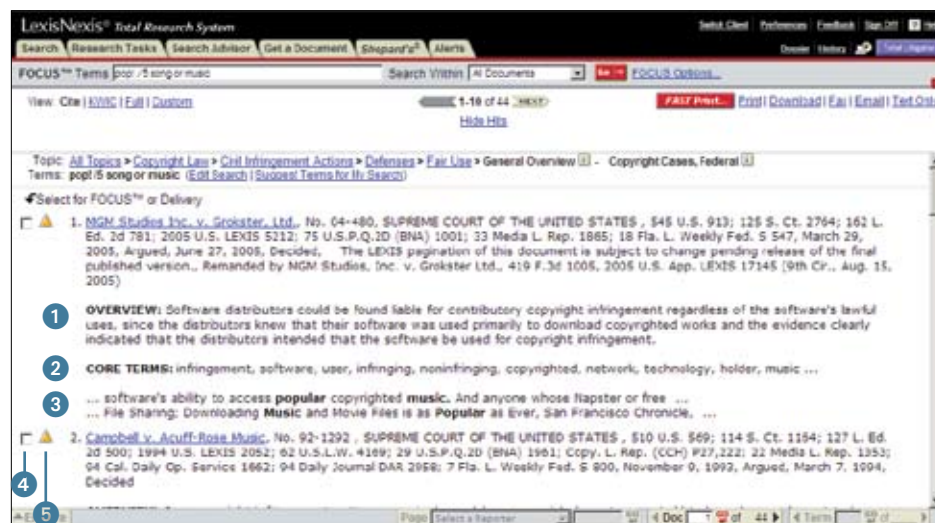 LexisNexis® Total Research System
Switch Client Preferences Feedback Sign Off
Search Research Tasks Search Advisor Get a Document Shepard's® Alerts
Dossier History
FOCUS™ Terms pop! /5 song or music Search Within All Documents Go FOCUS Options...
View: Cite | KWIC | Full | Custom
1-10 of 44 NEXT
FAST Print... Print | Download | Fax | Email | Text Only
Hide Hits
Topic: All Topics > Copyright Law > Civil Infringement Actions > Defenses > Fair Use > General Overview - Copyright Cases, Federal
Terms: pop! /5 song or music (Edit Search | Suggest Terms for My Search)
Select for FOCUS™ or Delivery
1. MGM Studios Inc. v. Grokster, Ltd., No. 04-480, SUPREME COURT OF THE UNITED STATES , 545 U.S. 913; 125 S. Ct. 2764; 162 L.
Ed. 2d 781; 2005 U.S. LEXIS 5212; 75 U.S.P.Q.2D (BNA) 1001; 33 Media L. Rep. 1865; 18 Fla. L. Weekly Fed. S 547, March 29,
2005, Argued, June 27, 2005, Decided, The LEXIS pagination of this document is subject to change pending release of the final
published version., Remanded by MGM Studios, Inc. v. Grokster Ltd., 419 F.3d 1005, 2005 U.S. App. LEXIS 17145 (9th Cir., Aug. 15,
2005)
1 OVERVIEW: Software distributors could be found liable for contributory copyright infringement regardless of the software's lawful
uses, since the distributors knew that their software was used primarily to download copyrighted works and the evidence clearly
indicated that the distributors intended that the software be used for copyright infringement.
2 CORE TERMS: infringement, software, user, infringing, noninfringing, copyrighted, network, technology, holder, music ...
3 ... software's ability to access popular copyrighted music. And anyone whose Napster or free ...
... File Sharing; Downloading Music and Movie Files is as Popular as Ever, San Francisco Chronicle, ...
2. Campbell v. Acuff-Rose Music, No. 92-1292 , SUPREME COURT OF THE UNITED STATES , 510 U.S. 569; 114 S. Ct. 1164; 127 L. Ed.
2d 500; 1994 U.S. LEXIS 2052; 62 U.S.L.W. 4169; 29 U.S.P.Q.2D (BNA) 1961; Copy. L. Rep. (CCH) P27,222; 22 Media L. Rep. 1353;
94 Cal. Daily Op. Service 1662; 94 Daily Journal DAR 2958; 7 Fla. L. Weekly Fed. S 800, November 9, 1993, Argued, March 7, 1994,
Decided
4
5
Page Select a Reporter Doc 1 of 44 Term of